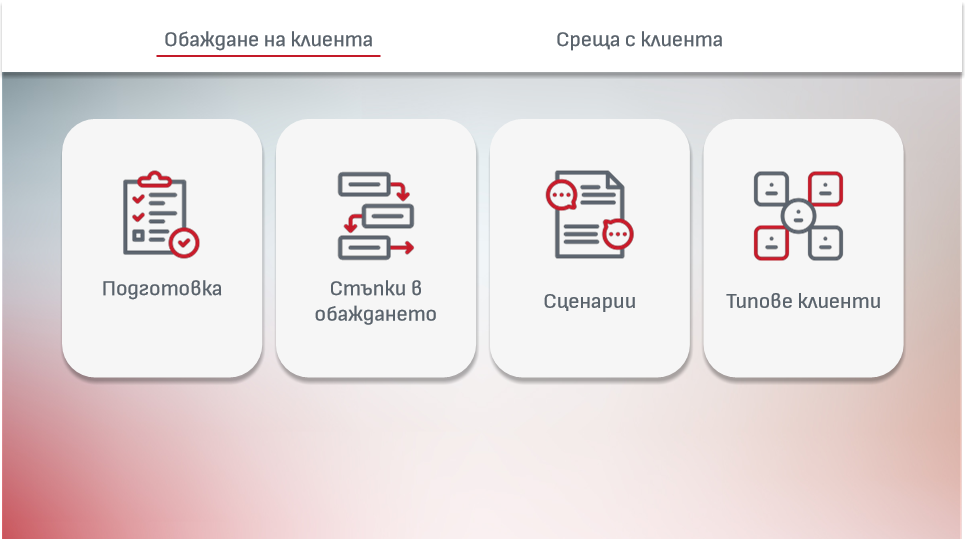 Обаждане на клиента
Среща с клиента
Подготовка
Стъпки в
обаждането
Сценарии
Типове клиенти